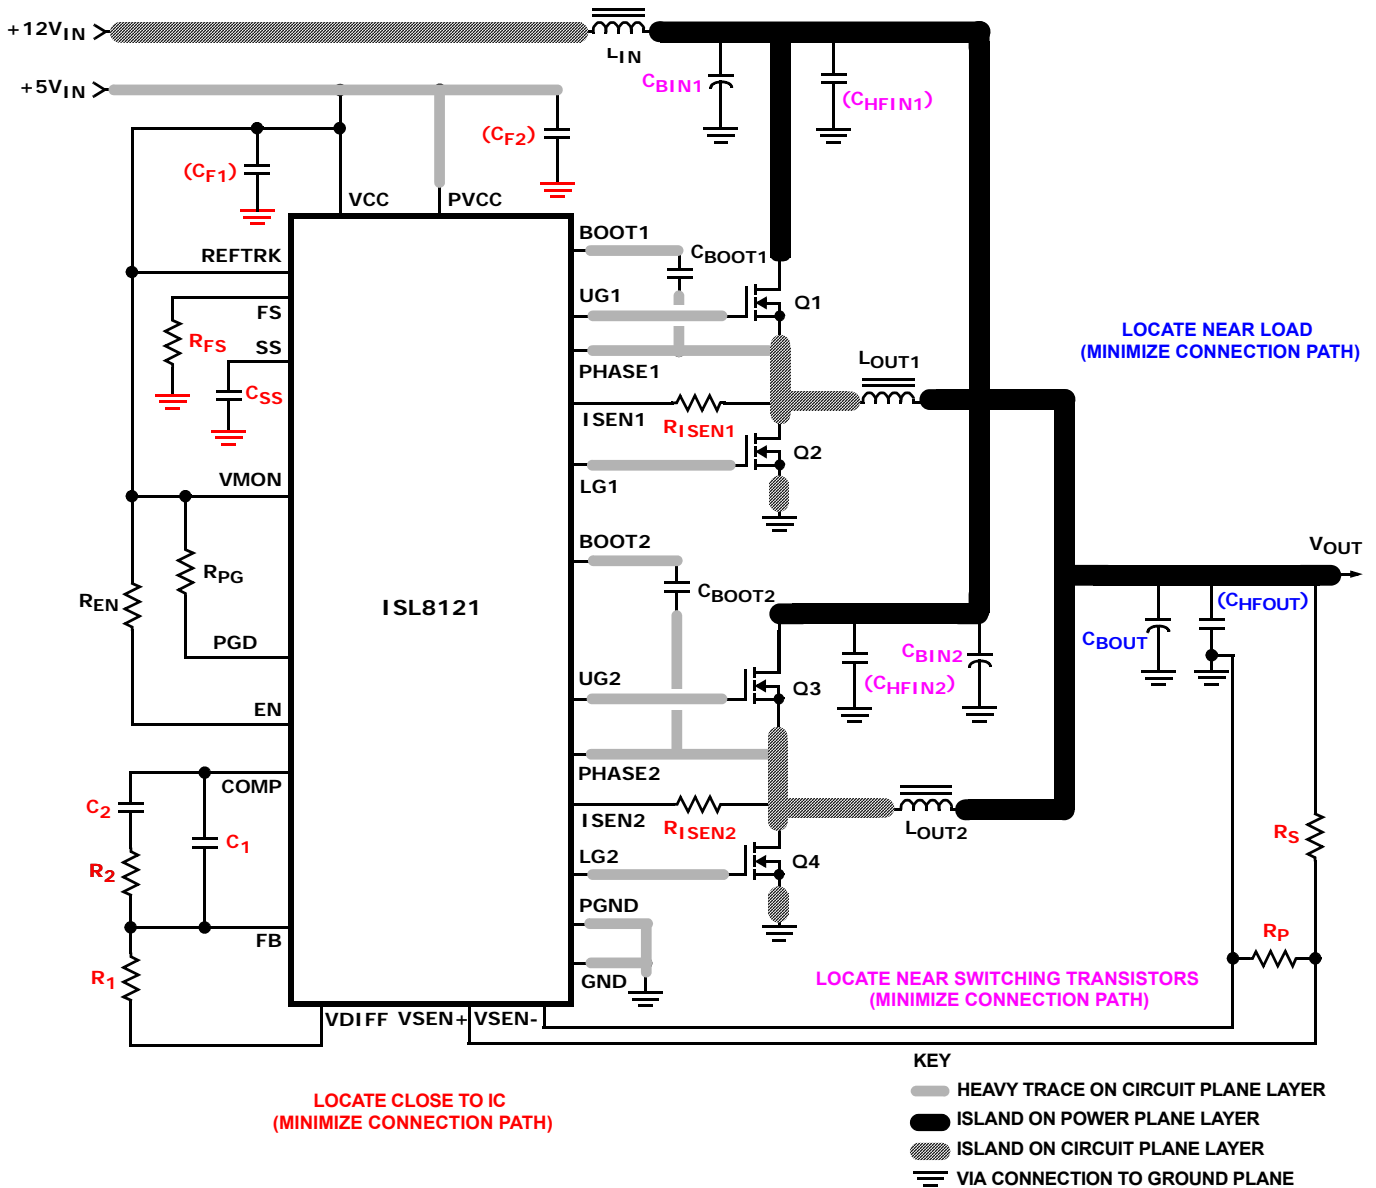 +12VIN
LIN
CBIN1
(CHFIN1)
+5VIN
(CF1)
(CF2)
VCC
PVCC
REFTRK
FS
RFS
SS
CSS
VMON
RPG
REN
PGD
EN
COMP
C2
C1
R2
FB
R1
ISL8121
BOOT1
CBOOT1
UG1
Q1
PHASE1
LOUT1
ISEN1
RISEN1
Q2
LG1
BOOT2
CBOOT2
UG2
Q3
CBIN2
(CHFIN2)
PHASE2
ISEN2
RISEN2
LOUT2
LG2
Q4
PGND
GND
VDIFF
VSEN+
VSEN-
LOCATE NEAR LOAD
(MINIMIZE CONNECTION PATH)
VOUT
(CHFOUT)
CBOUT
RS
RP
LOCATE NEAR SWITCHING TRANSISTORS
(MINIMIZE CONNECTION PATH)
LOCATE CLOSE TO IC
(MINIMIZE CONNECTION PATH)
KEY
HEAVY TRACE ON CIRCUIT PLANE LAYER
ISLAND ON POWER PLANE LAYER
ISLAND ON CIRCUIT PLANE LAYER
VIA CONNECTION TO GROUND PLANE